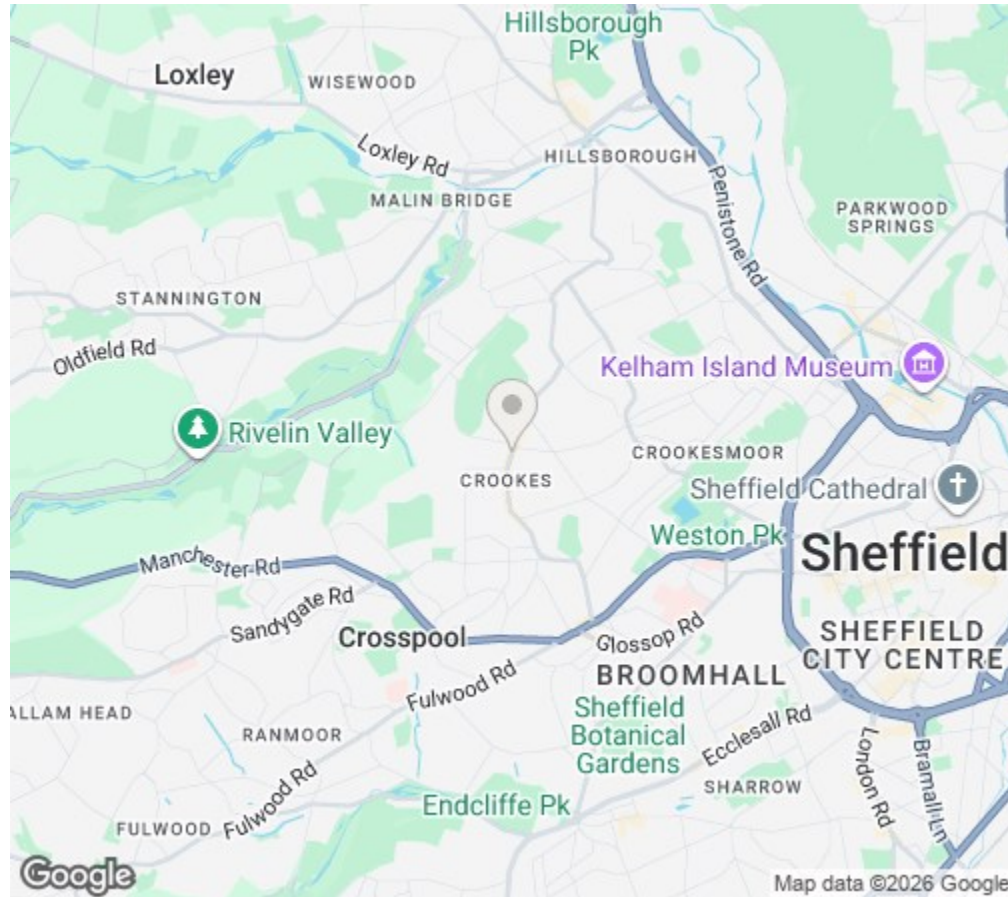 Hillsborough
Pk
Loxley
WISEWOOD
Loxley Rd
HILLSBOROUGH
MALIN BRIDGE
Penistone Rd
PARKWOOD
SPRINGS
STANNINGTON
Oldfield Rd
Kelham Island Museum
Rivelin Valley
CROOKESMOOR
CROOKES
Sheffield Cathedral
Weston Pk
Manchester Rd
Sheffield
Sandygate Rd
Crosspool
Glossop Rd
SHEFFIELD
CITY CENTRE
BROOMHALL
Fulwood Rd
ALLAM HEAD
RANMOOR
Sheffield
Botanical
Gardens
Ecclesall Rd
London Rd
Bramall Ln
SHARROW
Endcliffe Pk
Fulwood Rd
FULWOOD
Google
Map data ©2026 Google